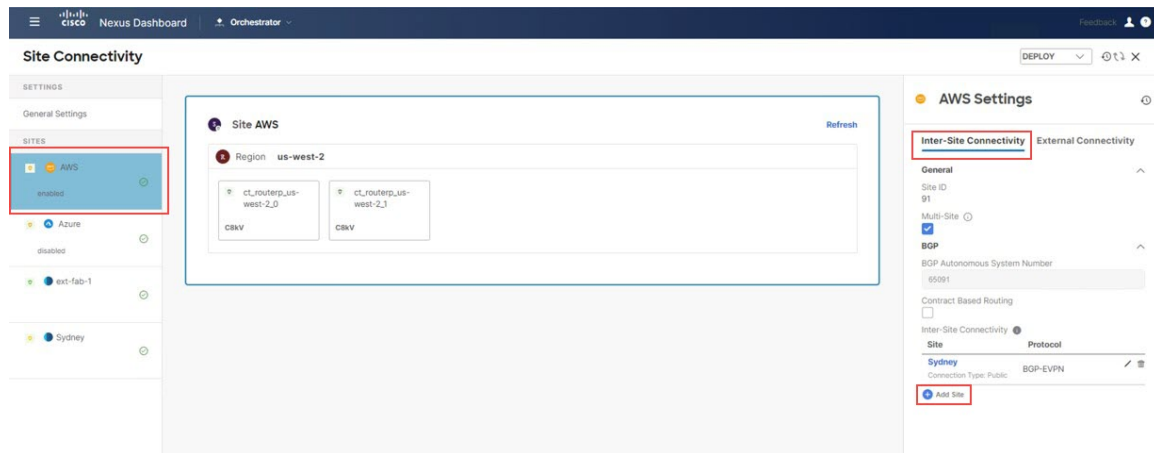 cisco Nexus Dashboard Orchestrator Feedback
Site Connectivity DEPLOY
SETTINGS
General Settings
SITES
AWS
enabled
Azure
disabled
ext-fab-1
Sydney
Site AWS Refresh
R Region us-west-2
ct_routerp_us-
west-2_0
C8kV
ct_routerp_us-
west-2_1
C8kV
AWS Settings
Inter-Site Connectivity External Connectivity
General
Site ID
91
Multi-Site
BGP
BGP Autonomous System Number
65091
Contract Based Routing
Inter-Site Connectivity
Site Protocol
Sydney
Connection Type: Public
BGP-EVPN
Add Site